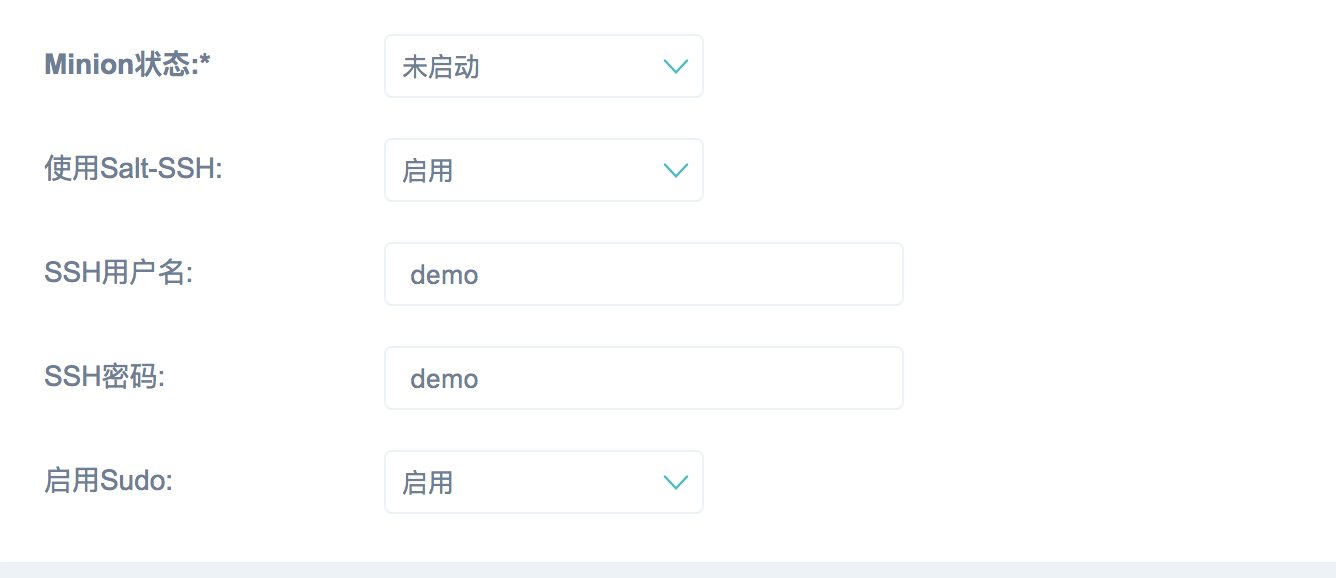 Minion状态:* 未启动
使用Salt-SSH: 启用
SSH用户名: demo
SSH密码: demo
启用Sudo: 启用